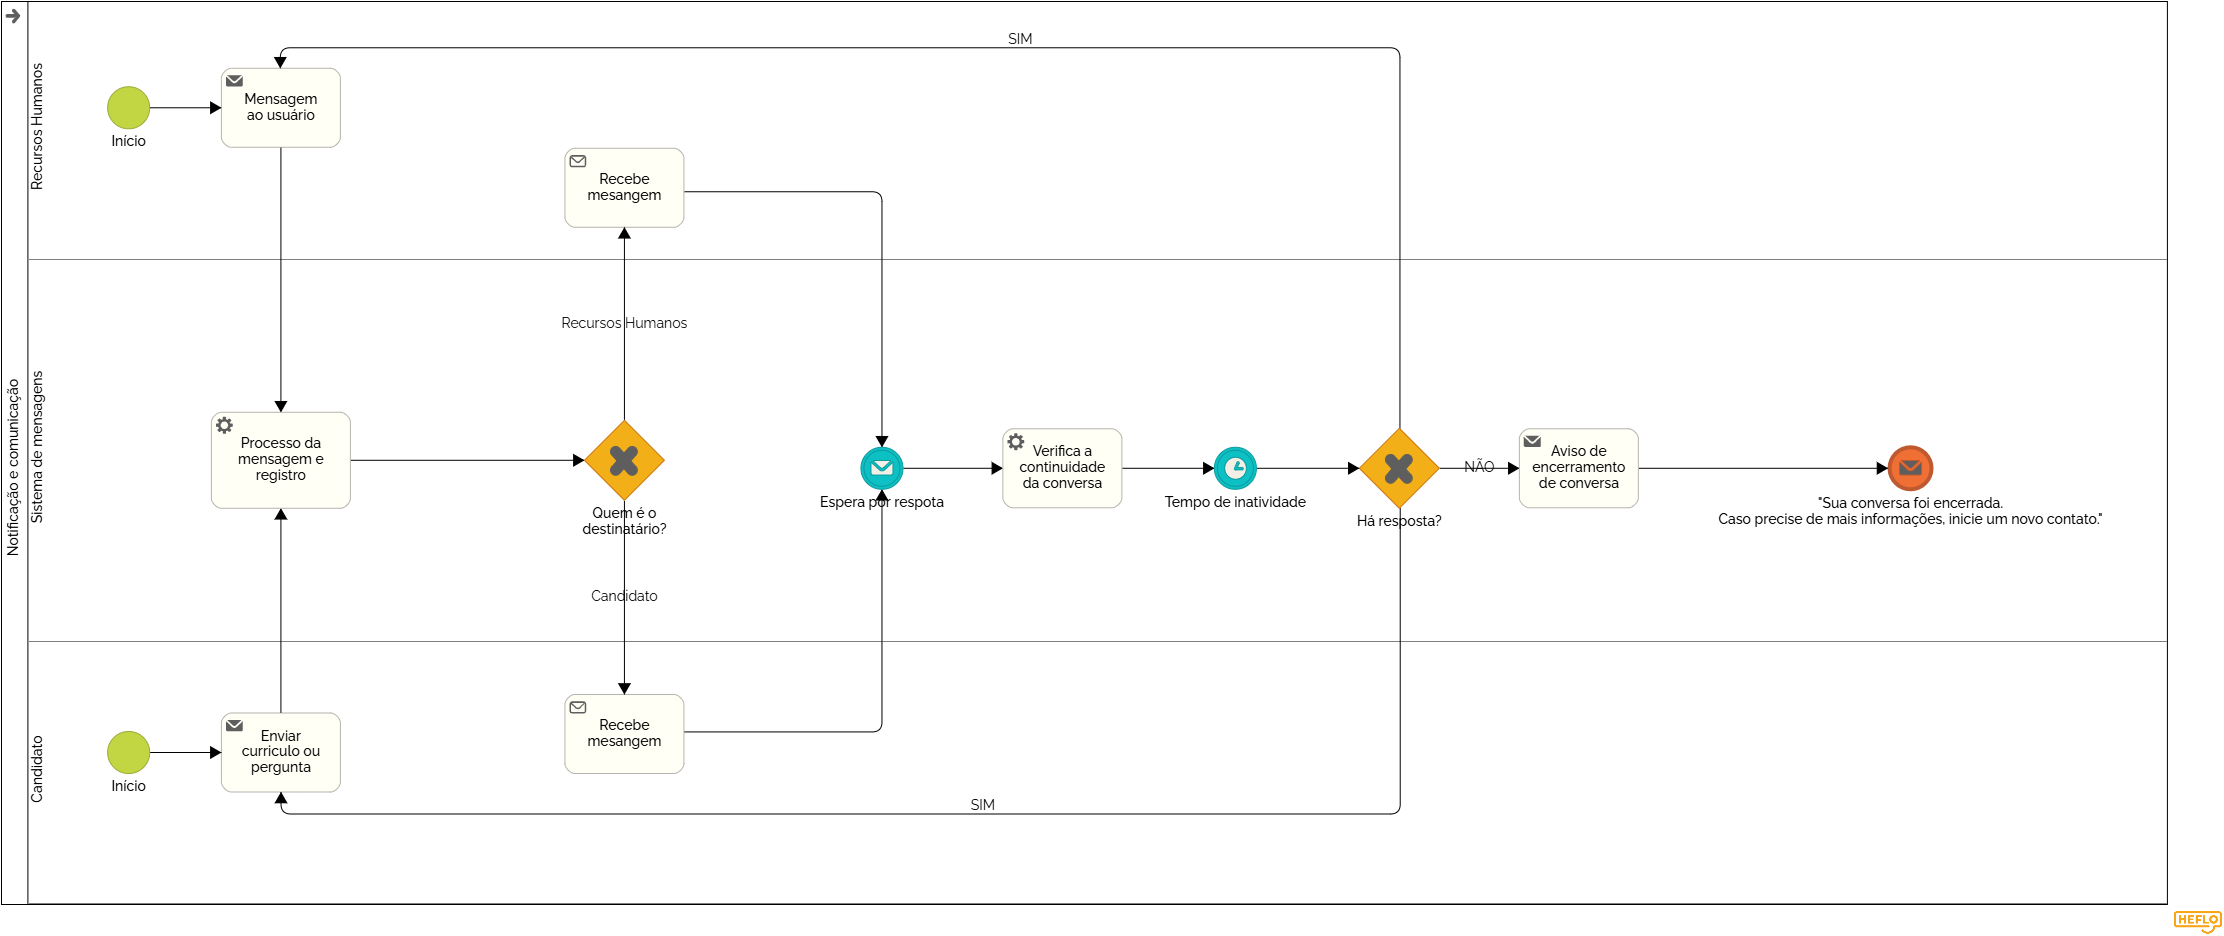 Notificação e comunicação
Recursos Humanos
SIM
Início
Mensagem
ao usuário
Recebe
mesangem
Sistema de mensagens
Recursos Humanos
Processo da
mensagem e
registro
Quem é o
destinatário?
Candidato
Espera por respota
Verifica a
continuidade
da conversa
Tempo de inatividade
Há resposta?
NÃO
Aviso de
encerramento
de conversa
"Sua conversa foi encerrada.
Caso precise de mais informações, inicie um novo contato."
Candidato
Início
Enviar
curriculo ou
pergunta
Recebe
mesangem
SIM
HEFLO